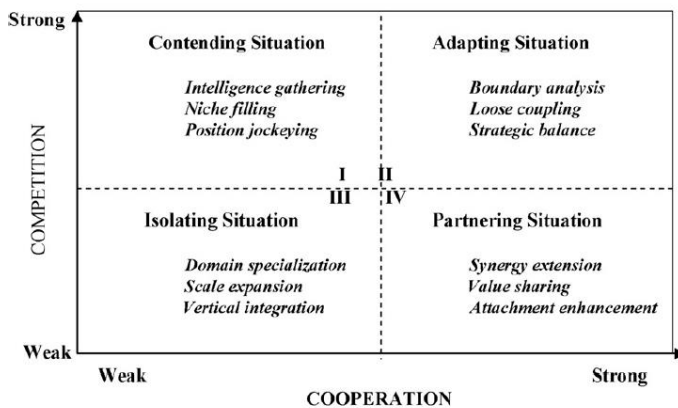 Strong
Contending Situation
Intelligence gathering
Niche filling
Position jockeying
Adapting Situation
Boundary analysis
Loose coupling
Strategic balance
I
II
III
IV
Isolating Situation
Domain specialization
Scale expansion
Vertical integration
Partnering Situation
Synergy extension
Value sharing
Attachment enhancement
COMPETITION
Weak
Weak
Strong
COOPERATION